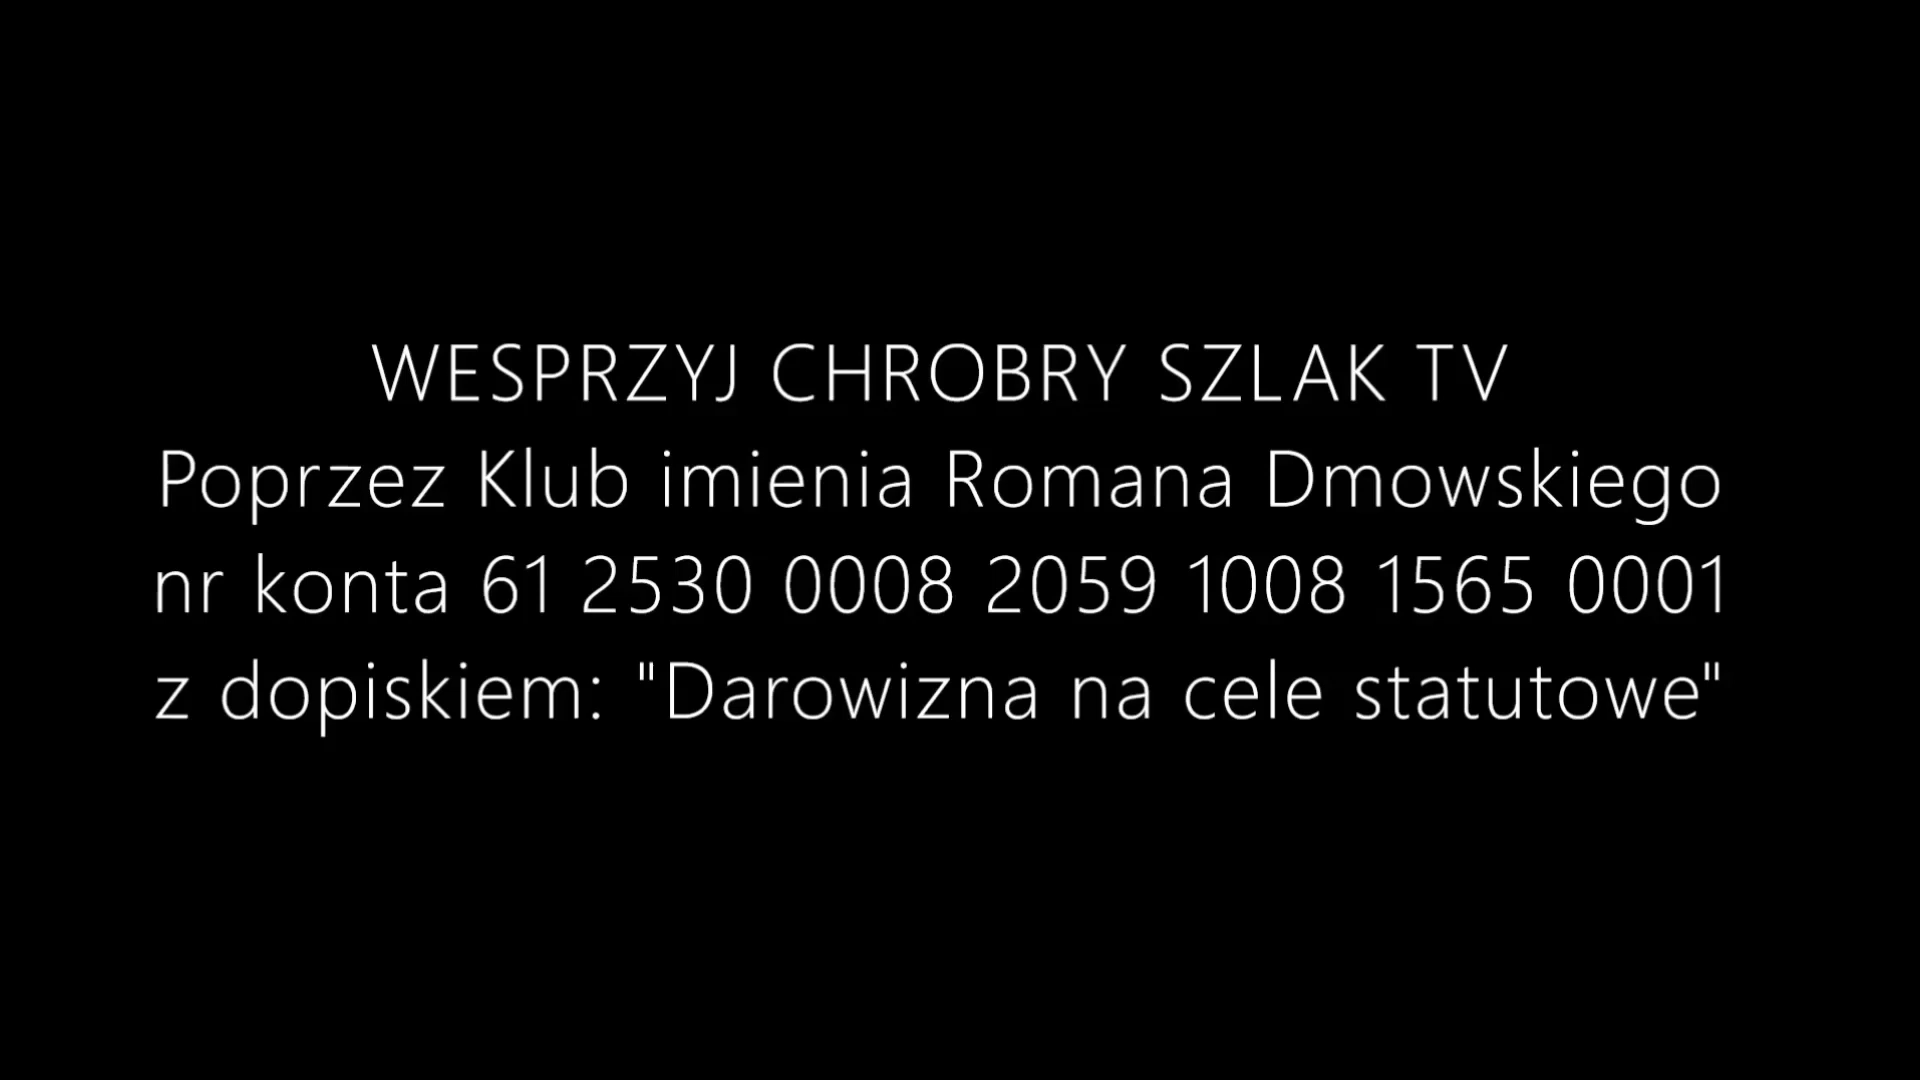 WESPRZYJ CHROBRY SZLAK TV
Poprzez Klub imienia Romana Dmowskiego
nr konta 61 2530 0008 2059 1008 1565 0001
z dopiskiem: "Darowizna na cele statutowe"